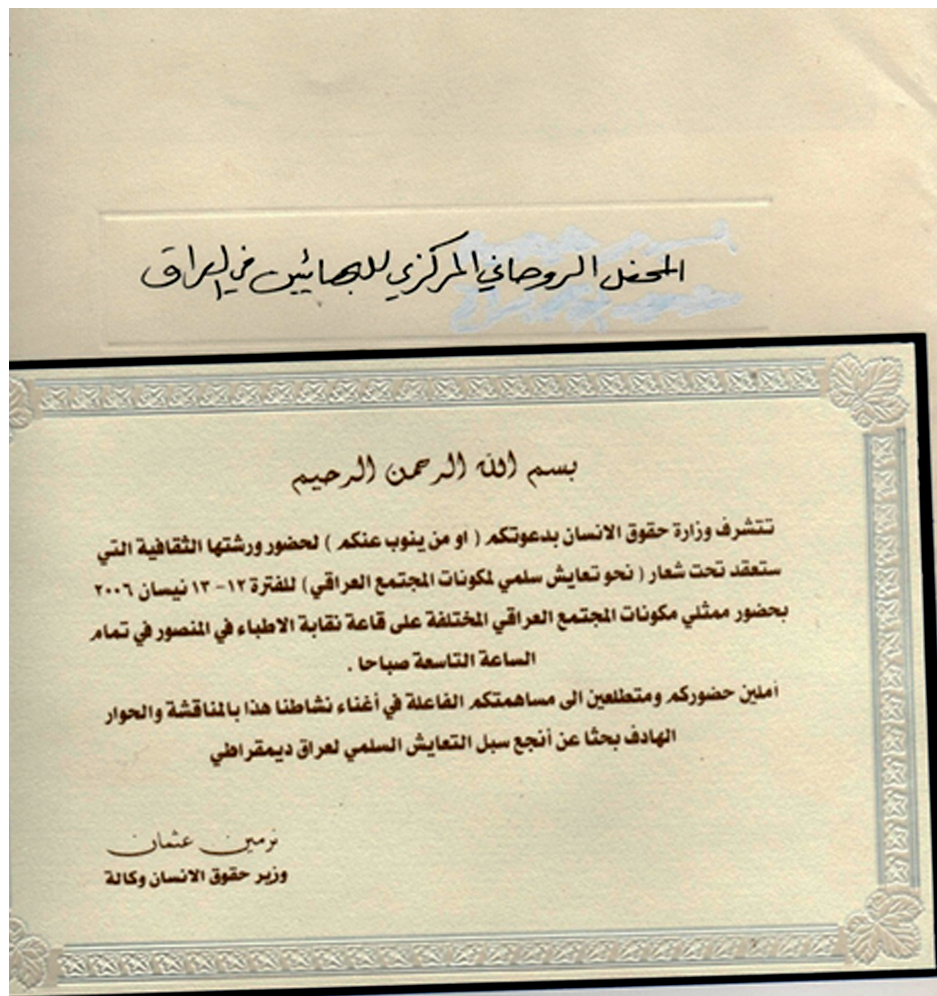 المحفل الروحاني المركزي للبهائيين في العراق
بسم الله الرحمن الرحيم
تتشرف وزارة حقوق الانسان بدعوتكم ( او من ينوب عنكم ) لحضور ورشتها الثقافية التي
ستعقد تحت شعار ( نحو تعايش سلمي لمكونات المجتمع العراقي ) للفترة ١٢- ١٣ نيسان ٢٠٠٦
بحضور ممثلي مكونات المجتمع العراقي المختلفة على قاعة نقابة الاطباء في المنصور في تمام
الساعة التاسعة صباحا .
أملين حضوركم ومتطلعين الى مساهمتكم الفاعلة في أغناء نشاطنا هذا بالمناقشة والحوار
الهادف بحثا عن أنجع سبل التعايش السلمي لعراق ديمقراطي
نرمين عثمان
وزير حقوق الانسان وكالة